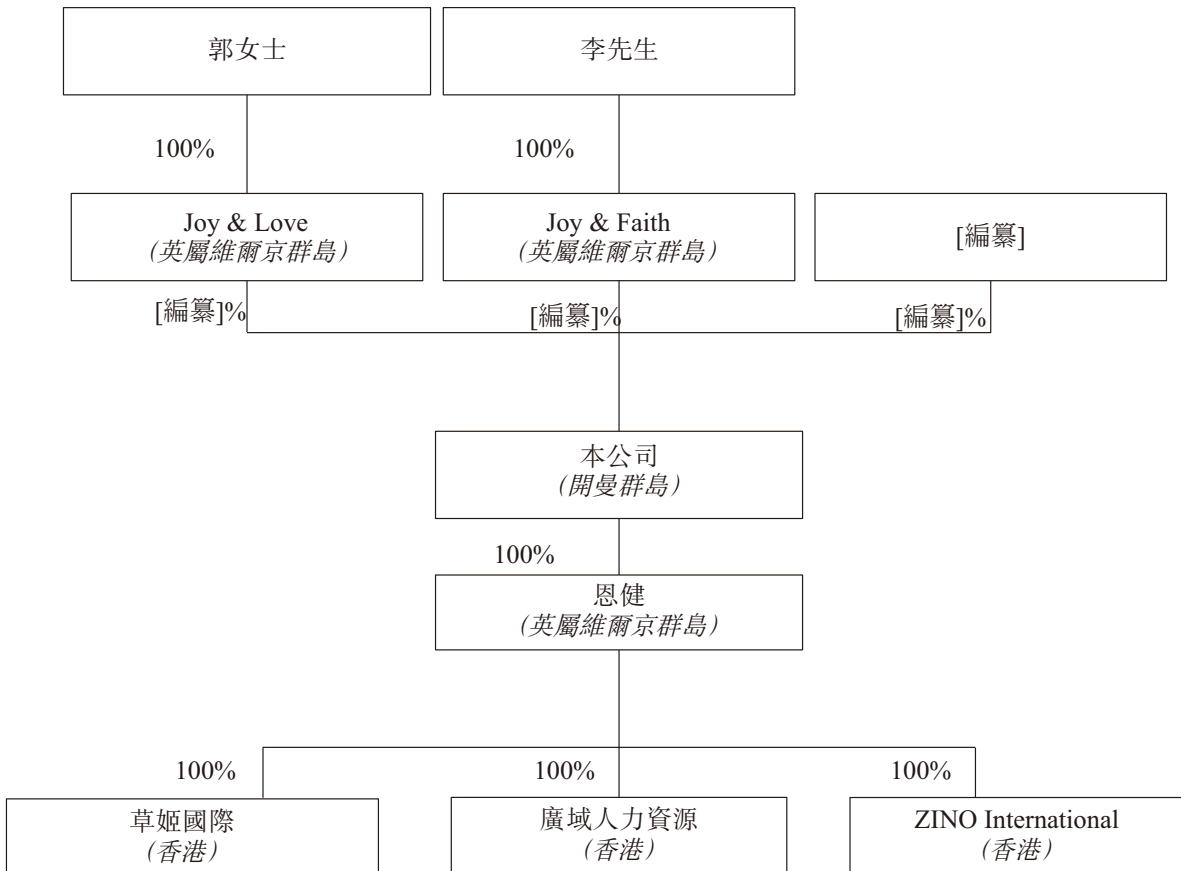 郭女士
李先生
100%
100%
Joy & Love
(英屬維爾京群島)
Joy & Faith
(英屬維爾京群島)
[編纂]
[編纂]%
[編纂]%
[編纂]%
本公司
(開曼群島)
100%
恩健
(英屬維爾京群島)
100%
100%
100%
草姬國際
(香港)
廣域人力資源
(香港)
ZINO International
(香港)